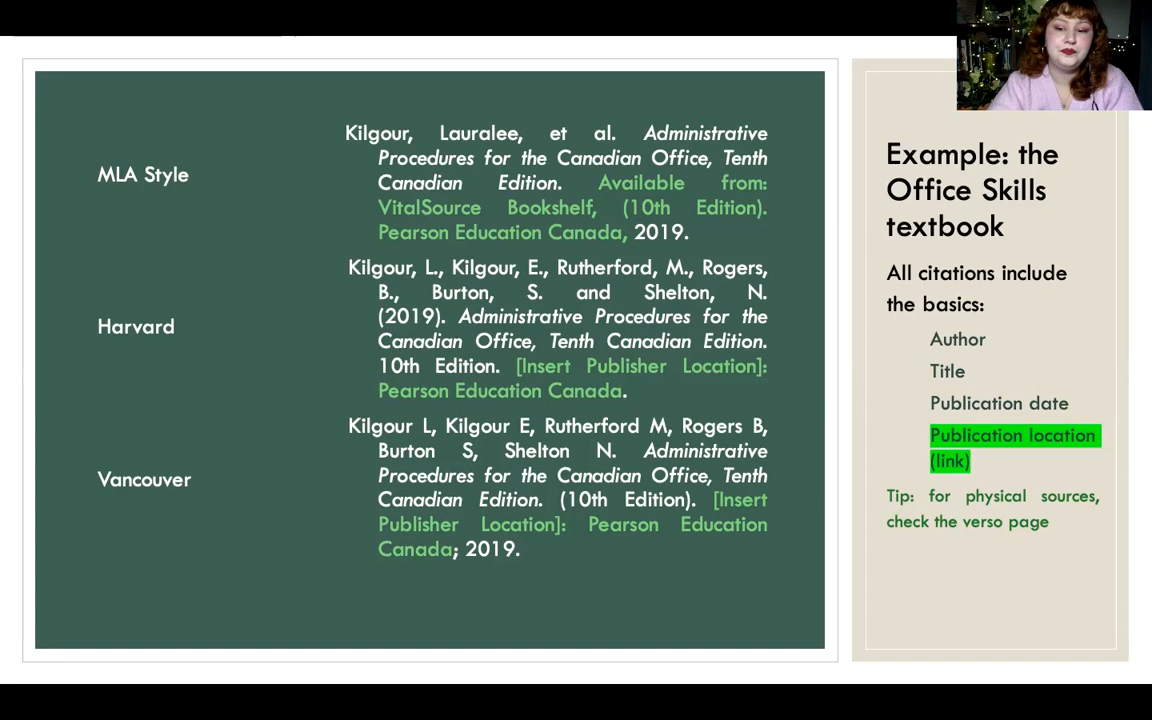 MLA Style
Kilgour, Lauralee, et al. Administrative
Procedures for the Canadian Office, Tenth
Canadian Edition. Available from:
VitalSource Bookshelf, (10th Edition).
Pearson Education Canada, 2019.
Harvard
Kilgour, L., Kilgour, E., Rutherford, M., Rogers,
B., Burton, S. and Shelton, N.
(2019). Administrative Procedures for the
Canadian Office, Tenth Canadian Edition.
10th Edition. [Insert Publisher Location]:
Pearson Education Canada.
Vancouver
Kilgour L, Kilgour E, Rutherford M, Rogers B,
Burton S, Shelton N. Administrative
Procedures for the Canadian Office, Tenth
Canadian Edition. (10th Edition). [Insert
Publisher Location]: Pearson Education
Canada; 2019.
Example: the
Office Skills
textbook
All citations include
the basics:
Author
Title
Publication date
Publication location
(link)
Tip: for physical sources,
check the verso page